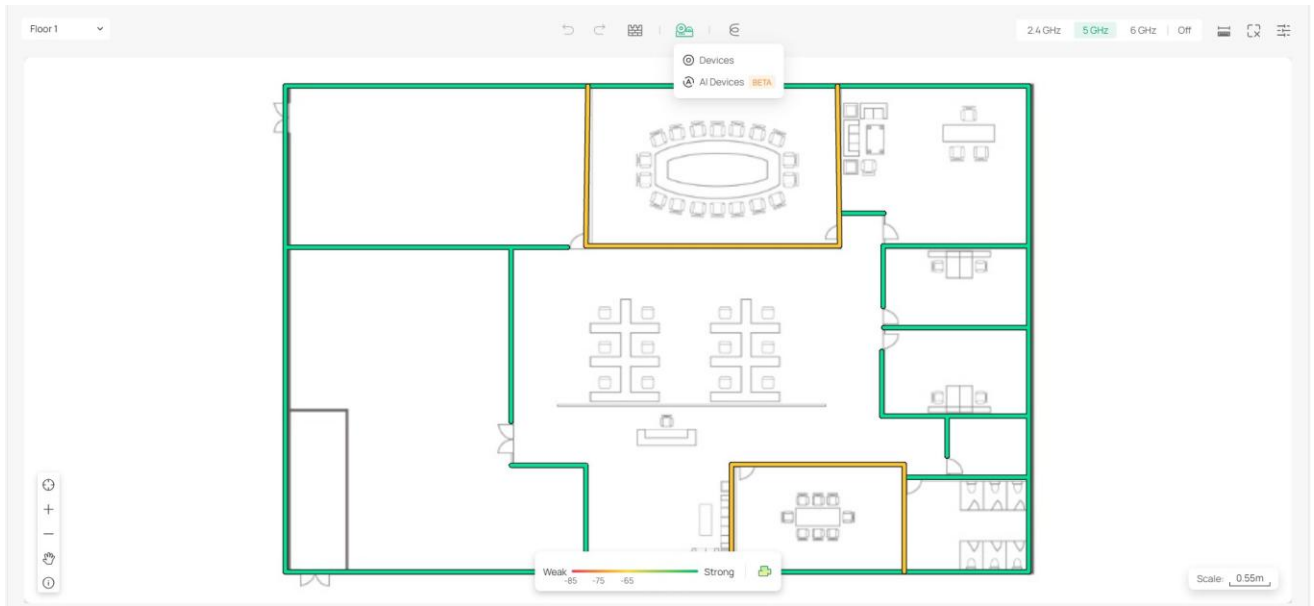 Floor 1
2.4 GHz 5 GHz 6 GHz Off
Devices
AI Devices BETA
Weak Strong
-85 -75 -65
Scale: 0.55m